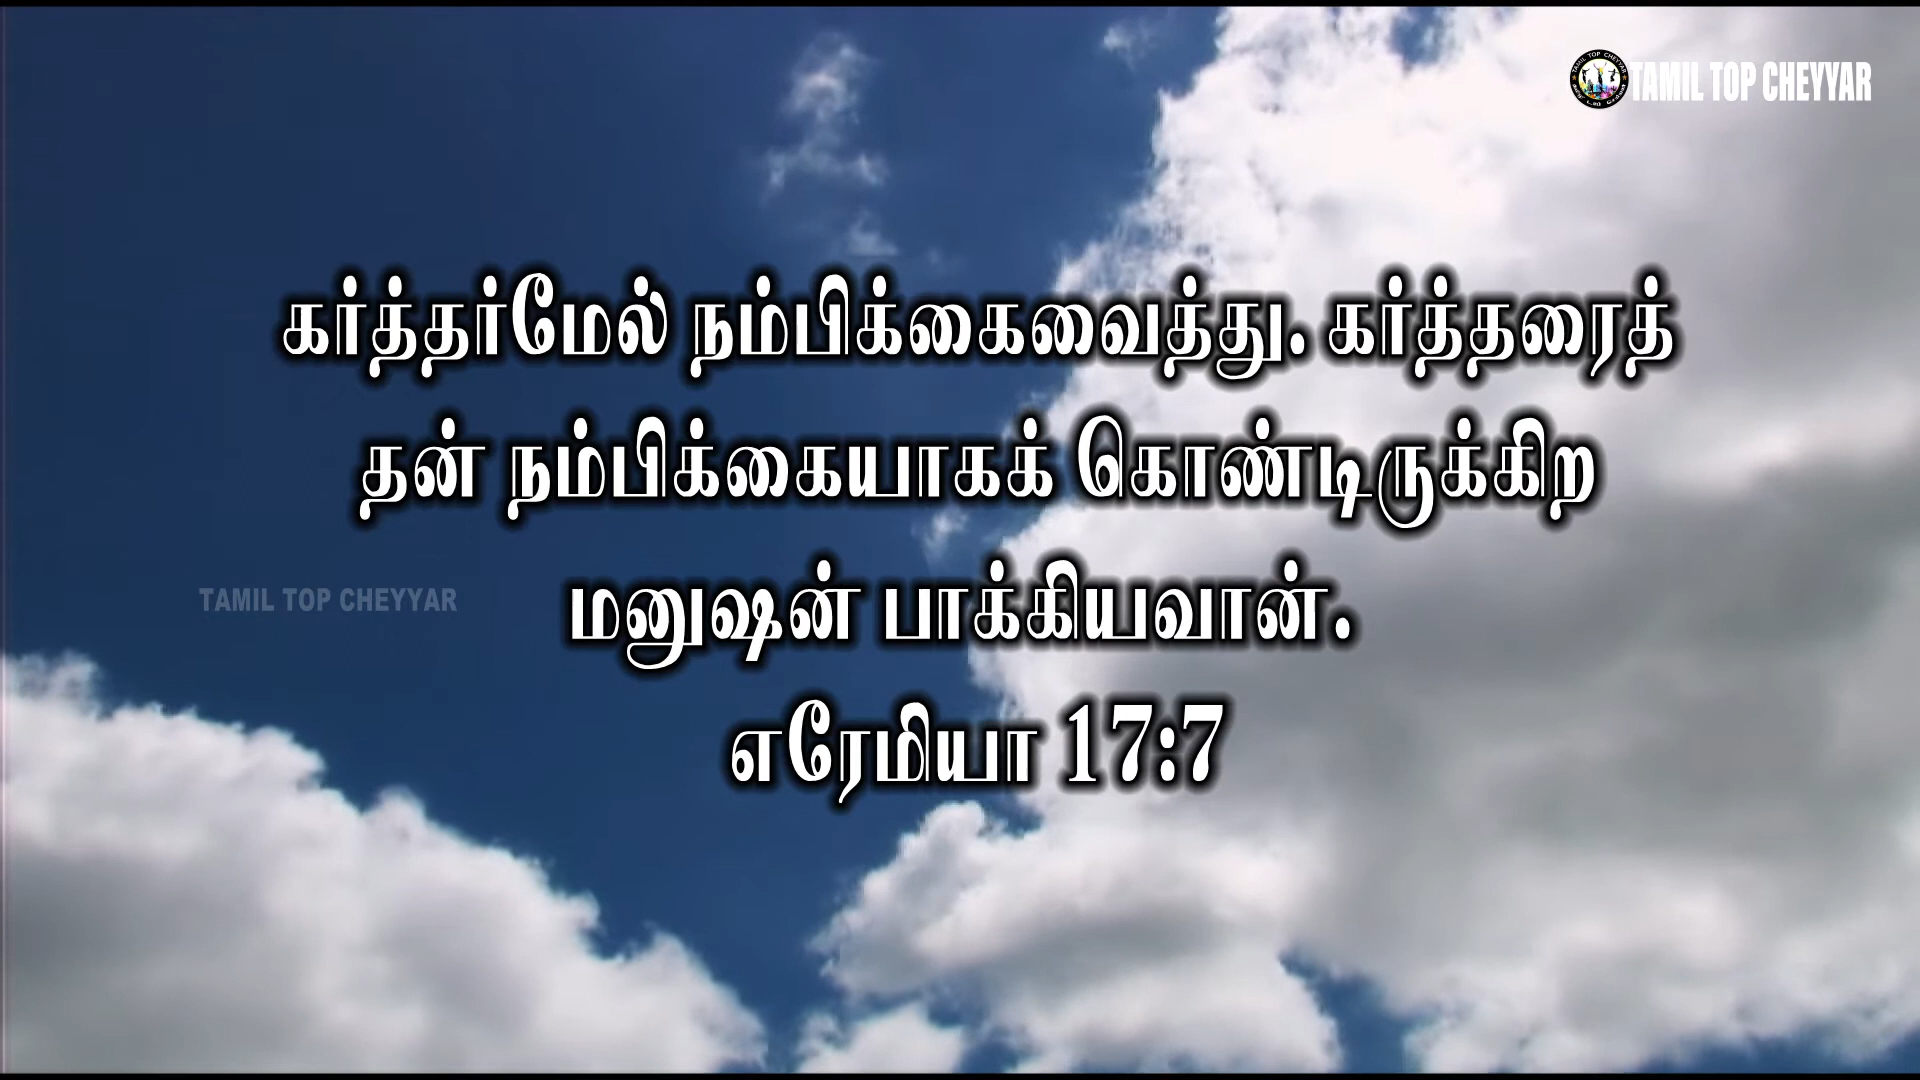 TAMIL TOP CHEYYAR
கர்த்தர்மேல் நம்பிக்கைவைத்து. கர்த்தரைத்
தன் நம்பிக்கையாகக் கொண்டிருக்கிற
மனுஷன் பாக்கியவான்.
TAMIL TOP CHEYYAR
எரேமியா 17:7